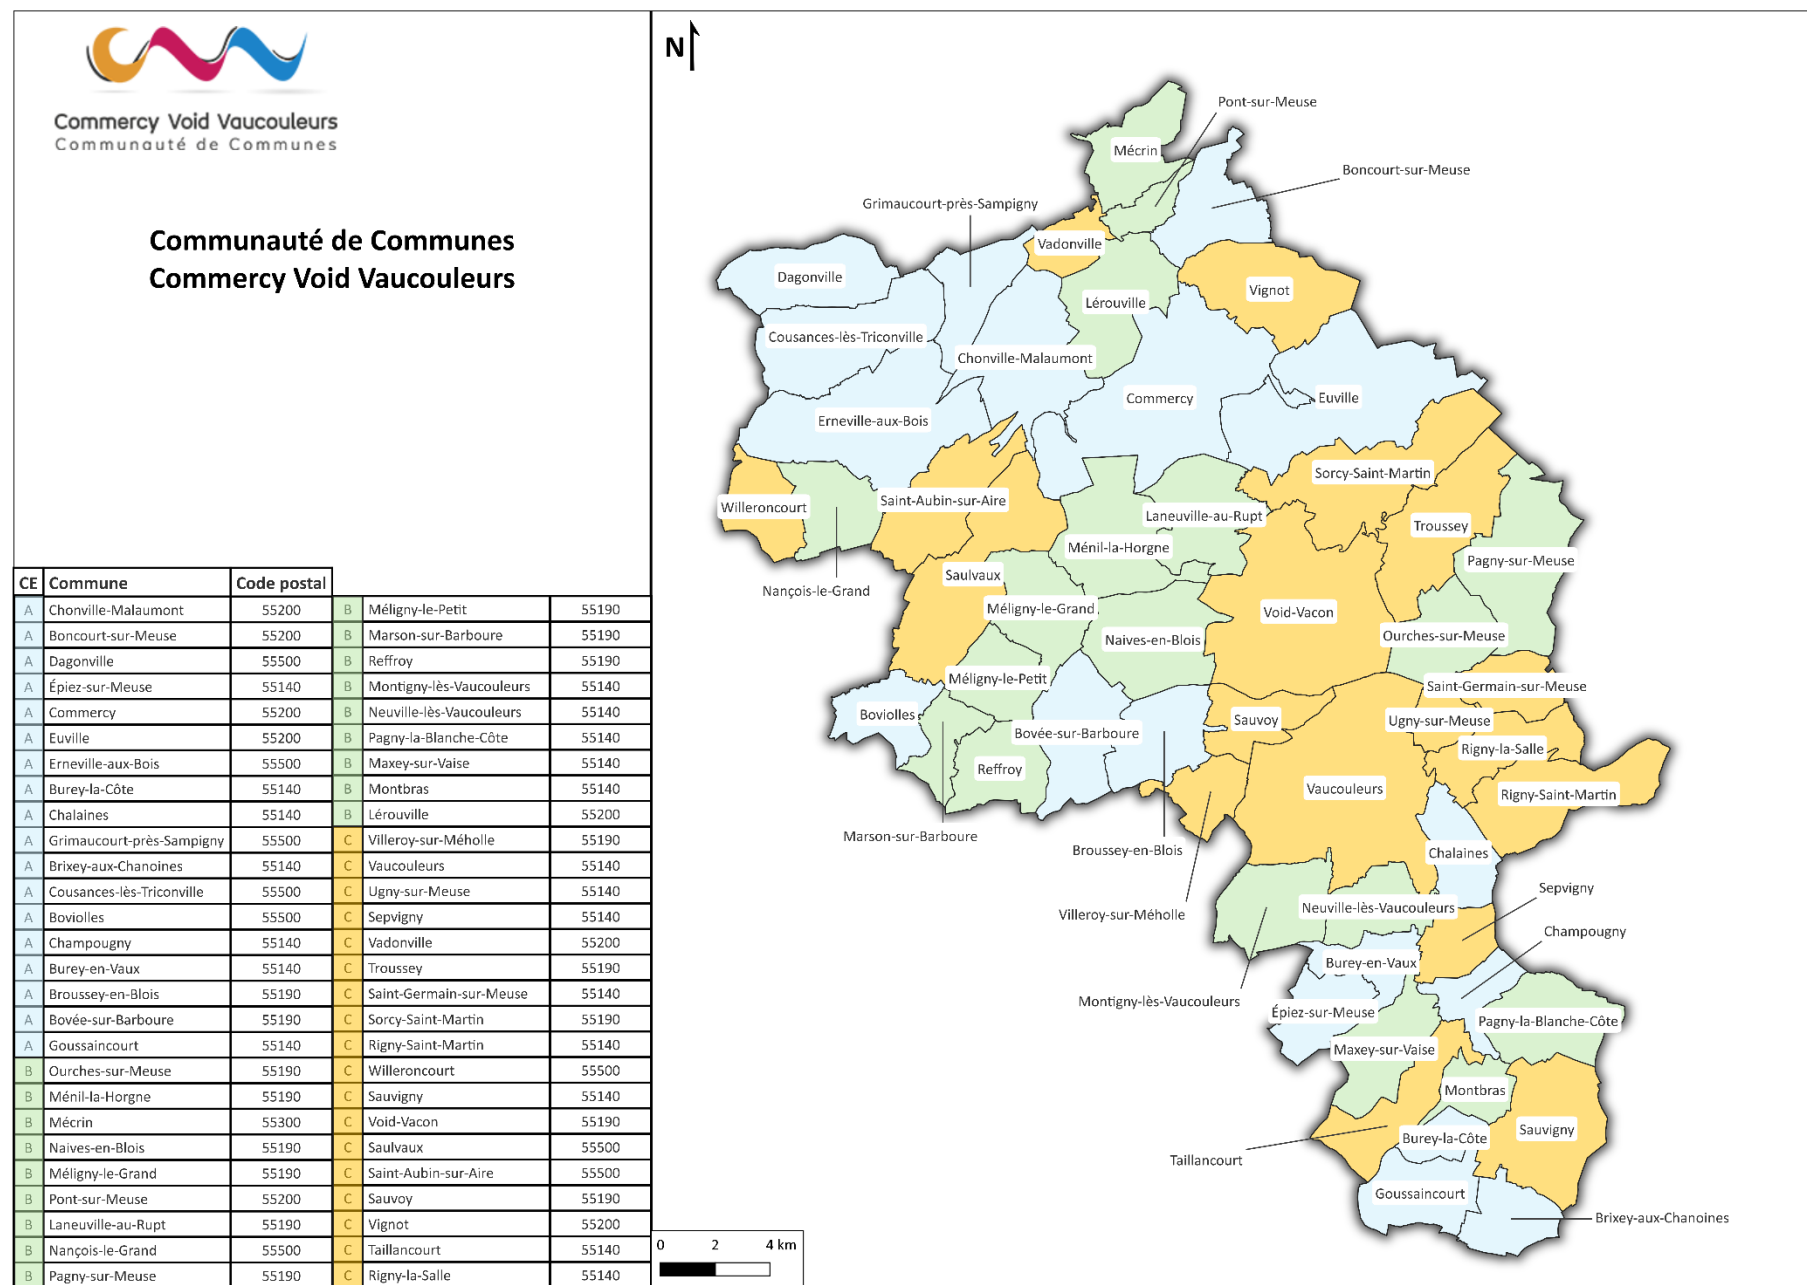 Commercy Void Vaucouleurs
Communauté de Communes
Communauté de Communes
Commercy Void Vaucouleurs
CE Commune Code postal
A Chonville-Malaumont 55200 B Méligny-le-Petit 55190
A Boncourt-sur-Meuse 55200 B Marson-sur-Barboure 55190
A Dagonville 55500 B Reffroy 55190
A Épiez-sur-Meuse 55140 B Montigny-lès-Vaucouleurs 55140
A Commercy 55200 B Neuville-lès-Vaucouleurs 55140
A Euville 55200 B Pagny-la-Blanche-Côte 55140
A Erneville-aux-Bois 55500 B Maxey-sur-Vaise 55140
A Burey-la-Côte 55140 B Montbras 55140
A Chalaines 55140 B Lérouville 55200
A Grimaucourt-près-Sampigny 55500 C Villeroy-sur-Méholle 55190
A Brixey-aux-Chanoines 55140 C Vaucouleurs 55140
A Cousances-lès-Triconville 55500 C Ugny-sur-Meuse 55140
A Boviolles 55500 C Sepvigny 55140
A Champougny 55140 C Vadonville 55200
A Burey-en-Vaux 55140 C Troussey 55190
A Broussey-en-Blois 55190 C Saint-Germain-sur-Meuse 55140
A Bovée-sur-Barboure 55190 C Sorcy-Saint-Martin 55190
A Goussaincourt 55140 C Rigny-Saint-Martin 55140
B Ourches-sur-Meuse 55190 C Willeroncourt 55500
B Ménil-la-Horgne 55190 C Sauvigny 55140
B Mécrin 55300 C Void-Vacon 55190
B Naives-en-Blois 55190 C Saulvaux 55500
B Méligny-le-Grand 55190 C Saint-Aubin-sur-Aire 55500
B Pont-sur-Meuse 55200 C Sauvoy 55190
B Laneuville-au-Rupt 55190 C Vignot 55200
B Nançois-le-Grand 55500 C Taillancourt 55140
B Pagny-sur-Meuse 55190 C Rigny-la-Salle 55140
N
Pont-sur-Meuse
Mécrin
Boncourt-sur-Meuse
Grimaucourt-près-Sampigny
Vadonville
Dagonville
Vignot
Lérouville
Cousances-lès-Triconville
Chonville-Malaumont
Commercy
Euville
Erneville-aux-Bois
Sorcy-Saint-Martin
Saint-Aubin-sur-Aire
Willeroncourt
Laneuville-au-Rupt
Troussey
Ménil-la-Horgne
Pagny-sur-Meuse
Saulvaux
Nançois-le-Grand
Méligny-le-Grand
Void-Vacon
Naives-en-Blois
Ourches-sur-Meuse
Méligny-le-Petit
Saint-Germain-sur-Meuse
Boviolles
Sauvoy
Ugny-sur-Meuse
Bovée-sur-Barboure
Rigny-la-Salle
Reffroy
Vaucouleurs
Rigny-Saint-Martin
Marson-sur-Barboure
Broussey-en-Blois
Chalaines
Sepvigny
Neuville-lès-Vaucouleurs
Villeroy-sur-Méholle
Champougny
Burey-en-Vaux
Montigny-lès-Vaucouleurs
Épiez-sur-Meuse
Pagny-la-Blanche-Côte
Maxey-sur-Vaise
Montbras
Sauvigny
Burey-la-Côte
Taillancourt
Goussaincourt
Brixey-aux-Chanoines
0 2 4 km